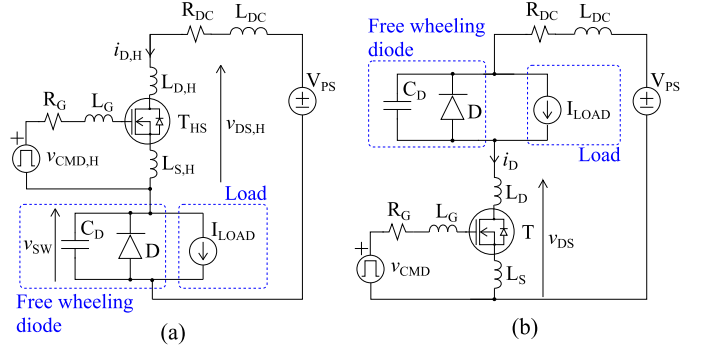 R_DC L_DC
i_D,H
L_D,H
V_PS
R_G L_G
T_HS
v_DS,H
+
v_CMD,H
L_S,H
Load
v_SW
C_D
D
I_LOAD
Free wheeling
diode
(a)
Free wheeling
diode
R_DC L_DC
C_D
D
I_LOAD
V_PS
Load
i_D
L_D
R_G L_G
T
v_DS
+
v_CMD
L_S
(b)